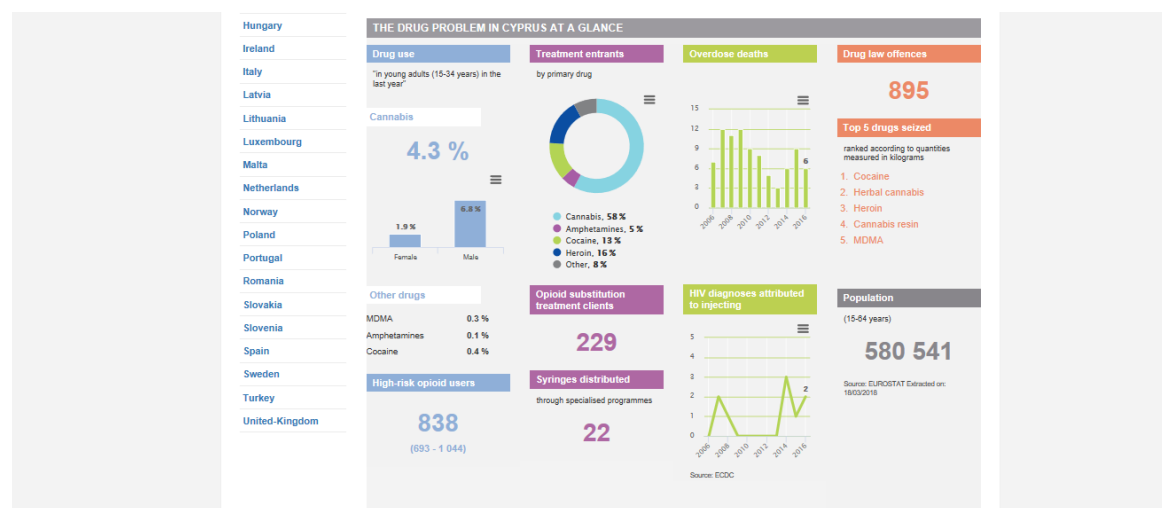 Hungary
Ireland
Italy
Latvia
Lithuania
Luxembourg
Malta
Netherlands
Norway
Poland
Portugal
Romania
Slovakia
Slovenia
Spain
Sweden
Turkey
United-Kingdom
THE DRUG PROBLEM IN CYPRUS AT A GLANCE
Drug use
"in young adults (15-34 years) in the
last year"
Cannabis
4.3 %
6.8 %
1.9 %
Female Male
Other drugs
MDMA 0.3 %
Amphetamines 0.1 %
Cocaine 0.4 %
High-risk opioid users
838
(693 - 1 044)
Treatment entrants
by primary drug
Cannabis, 58 %
Amphetamines, 5 %
Cocaine, 13 %
Heroin, 16 %
Other, 8 %
Opioid substitution
treatment clients
229
Syringes distributed
through specialised programmes
22
Overdose deaths
15
12
9
6
3
0
6
2006 2008 2010 2012 2014 2016
HIV diagnoses attributed
to injecting
5
4
3
2
1
0
2
2006 2008 2010 2012 2014 2016
Source: ECDC
Drug law offences
895
Top 5 drugs seized
ranked according to quantities
measured in kilograms
1. Cocaine
2. Herbal cannabis
3. Heroin
4. Cannabis resin
5. MDMA
Population
(15-64 years)
580 541
Source: EUROSTAT Extracted on:
18/03/2018